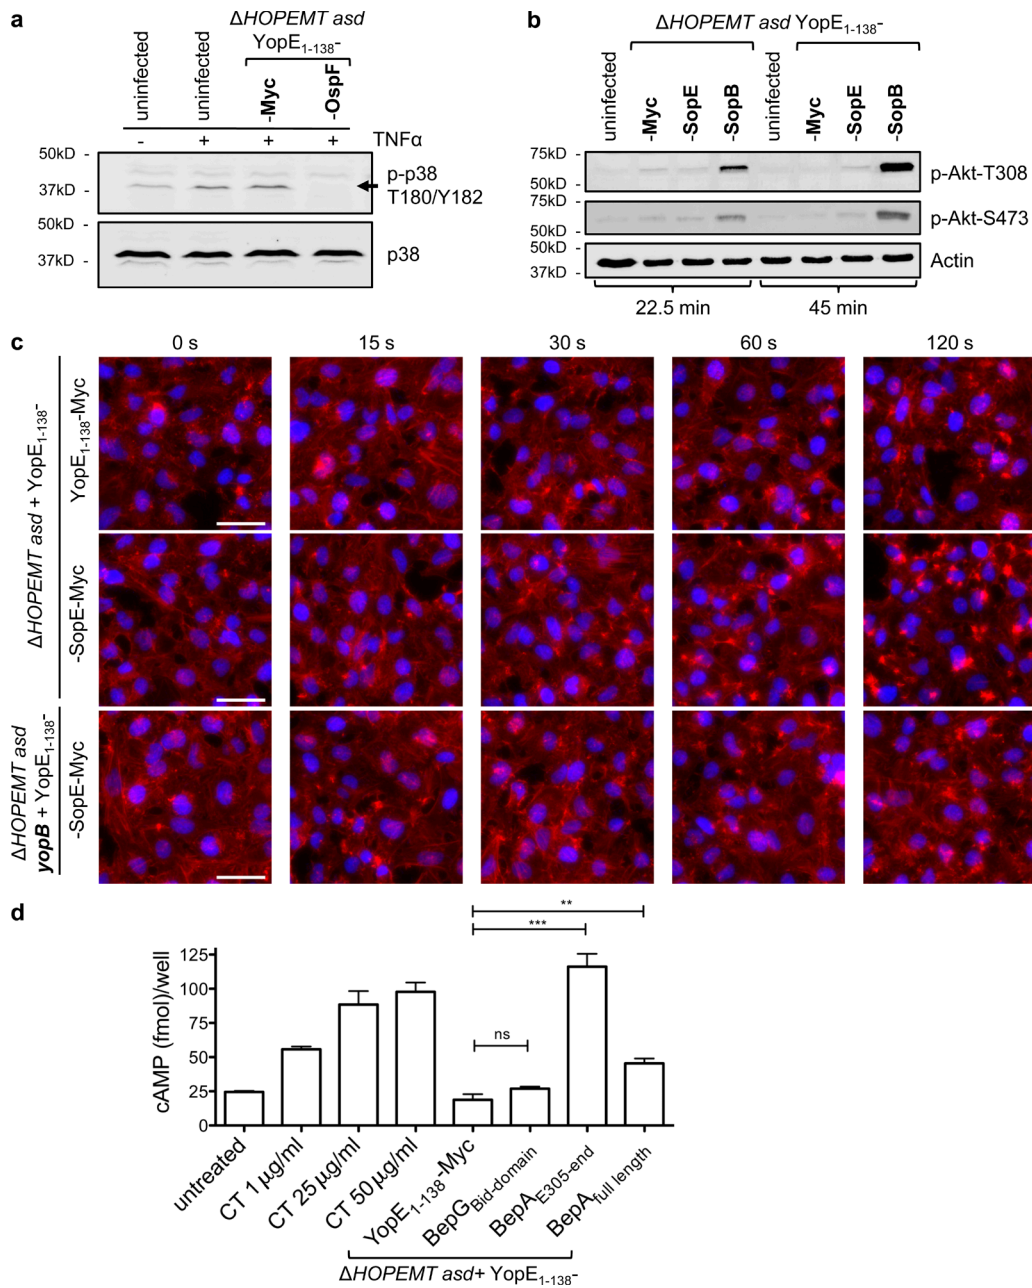 a
ΔHOPEMT asd
YopE1-138-
uninfected
uninfected
-Myc
-OspF
- + + + TNFα
50kD -
37kD -
p-p38
T180/Y182
50kD -
37kD -
p38
b
ΔHOPEMT asd YopE1-138-
uninfected
-Myc
-SopE
-SopB
uninfected
-Myc
-SopE
-SopB
75kD -
50kD -
p-Akt-T308
75kD -
50kD -
p-Akt-S473
50kD -
37kD -
Actin
22.5 min
45 min
c
0 s 15 s 30 s 60 s 120 s
ΔHOPEMT asd + YopE1-138-
YopE1-138-Myc
-SopE-Myc
ΔHOPEMT asd
yopB + YopE1-138-
-SopE-Myc
d
**
***
ns
cAMP (fmol)/well
125
100
75
50
25
0
untreated
CT 1 μg/ml
CT 25 μg/ml
CT 50 μg/ml
YopE1-138-Myc
BepGBid-domain
BepAE305-end
BepAfull length
ΔHOPEMT asd+ YopE1-138-